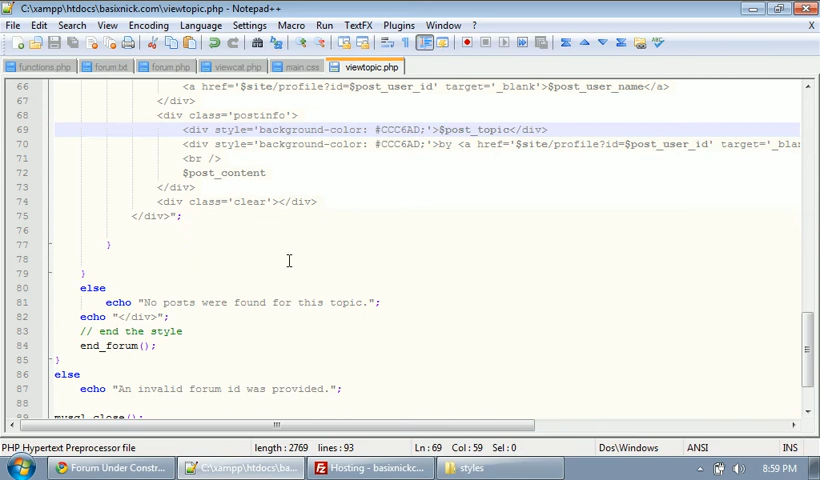 C:\xampp\htdocs\basixnick.com\viewtopic.php - Notepad++
File Edit Search View Encoding Language Settings Macro Run TextFX Plugins Window ? X
functions.php forum.txt forum.php viewcat.php main.css viewtopic.php
66 <a href='$site/profile?id=$post_user_id' target='_blank'>$post_user_name</a>
67 </div>
68 <div class='postinfo'>
69 <div style='background-color: #CCC6AD;'>$post_topic</div>
70 <div style='background-color: #CCC6AD;'>by <a href='$site/profile?id=$post_user_id' target='_blan
71 <br />
72 $post_content
73 </div>
74 <div class='clear'></div>
75 </div>";
76
77 }
78
79 }
80 else
81 echo "No posts were found for this topic.";
82 echo "</div>";
83 // end the style
84 end_forum();
85 }
86 else
87 echo "An invalid forum id was provided.";
88
89 mysql_close();
PHP Hypertext Preprocessor file length : 2769 lines : 93 Ln : 69 Col : 59 Sel : 0 Dos\Windows ANSI INS
Forum Under Constr... C:\xampp\htdocs\ba... Hosting - basixnickc... styles 8:59 PM